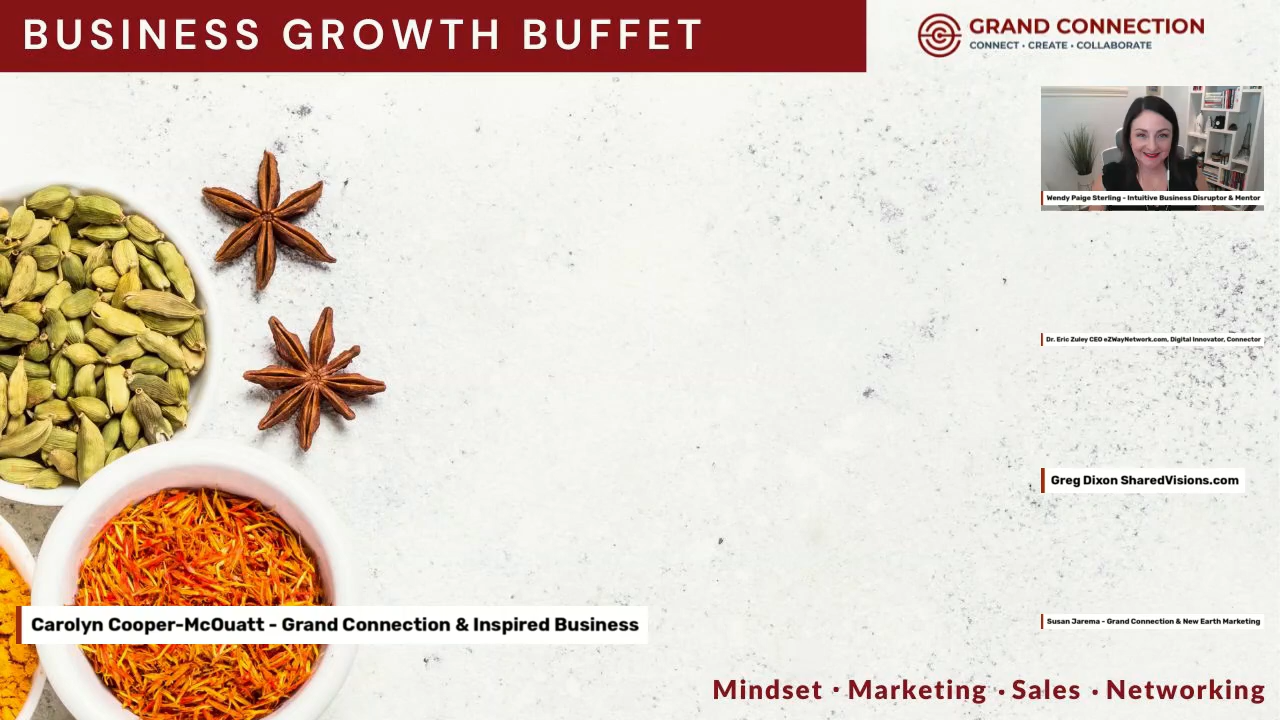 BUSINESS GROWTH BUFFET
GRAND CONNECTION
CONNECT • CREATE • COLLABORATE
Wendy Paige Sterling - Intuitive Business Disruptor & Mentor
Dr. Eric Zuley CEO eZWayNetwork.com, Digital Innovator, Connector
Greg Dixon SharedVisions.com
Carolyn Cooper-McOuatt - Grand Connection & Inspired Business
Susan Jarema - Grand Connection & New Earth Marketing
Mindset • Marketing • Sales • Networking